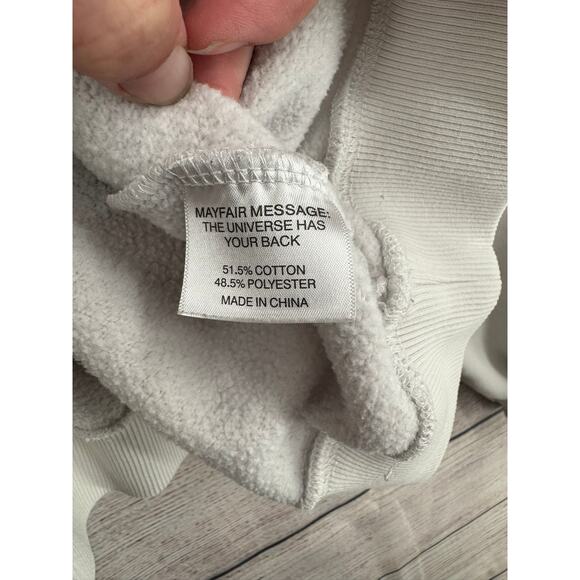 MAYFAIR MESSAGE:
THE UNIVERSE HAS
YOUR BACK
51.5% COTTON
48.5% POLYESTER
MADE IN CHINA